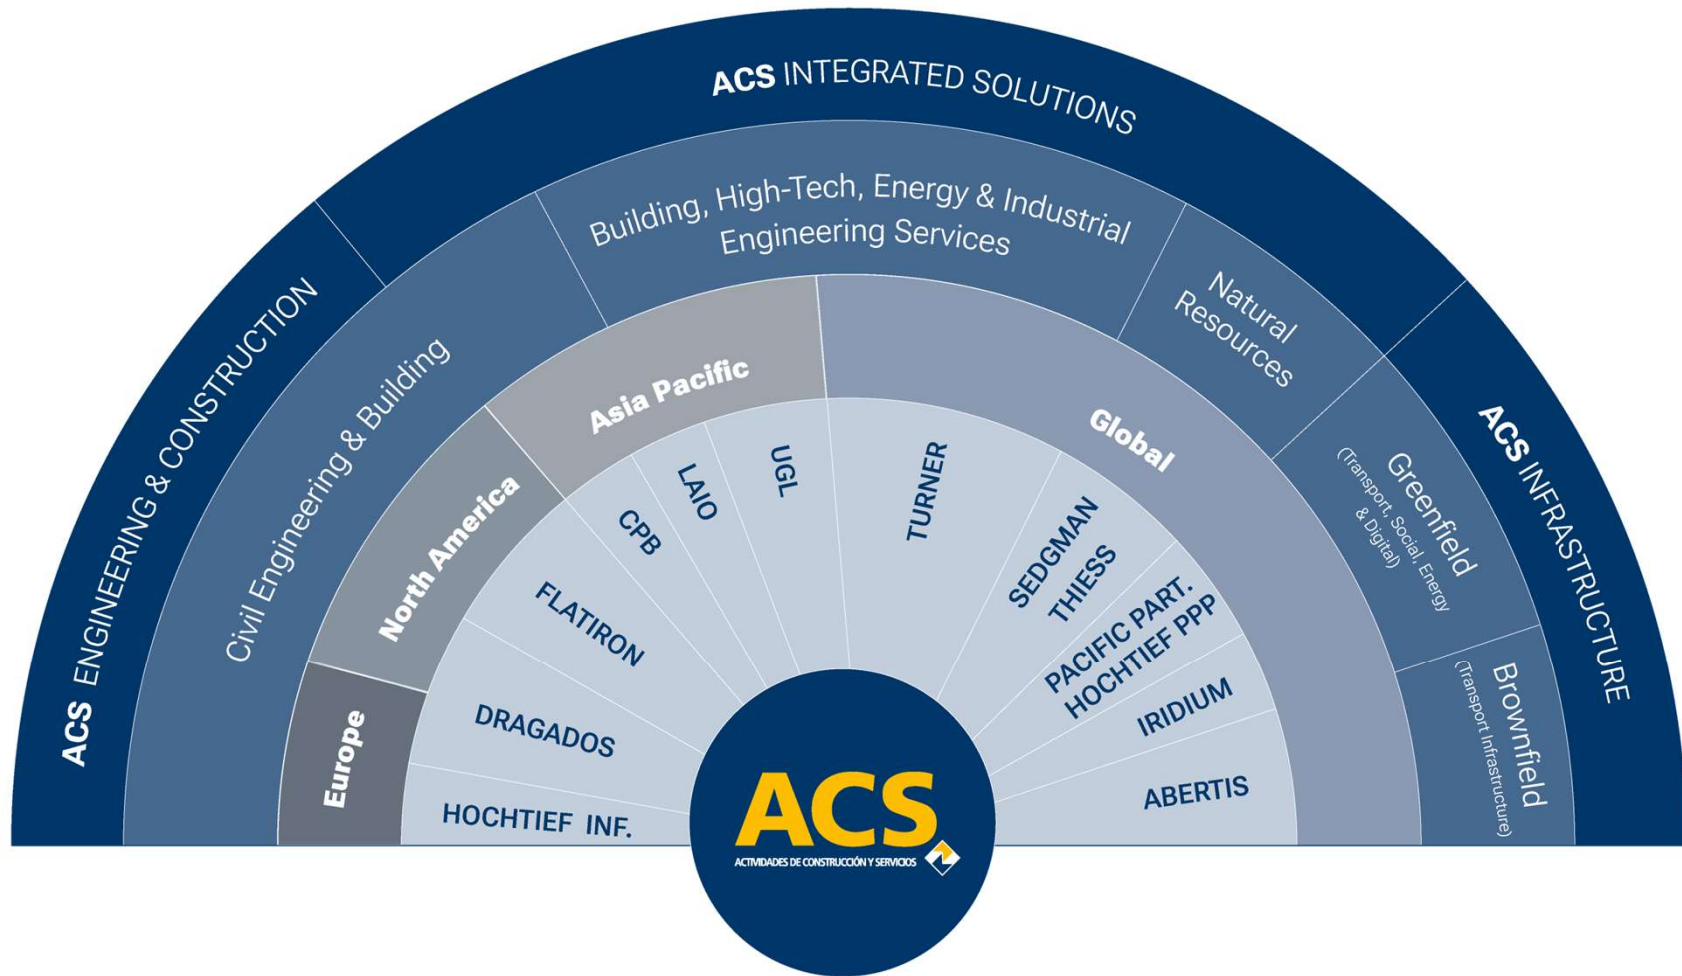 ACS ENGINEERING & CONSTRUCTION
ACS INTEGRATED SOLUTIONS
ACS INFRASTRUCTURE
Civil Engineering & Building
Building, High-Tech, Energy & Industrial
Engineering Services
Natural
Resources
Greenfield
(Transport, Social, Energy
& Digital)
Brownfield
(Transport Infrastructure)
Europe
North America
Asia Pacific
Global
HOCHTIEF INF.
DRAGADOS
FLATIRON
CPB
LAIO
UGL
TURNER
SEDGMAN
THIESS
PACIFIC PART.
HOCHTIEF PPP
IRIDIUM
ABERTIS
ACS
ACTIVIDADES DE CONSTRUCCIÓN Y SERVICIOS